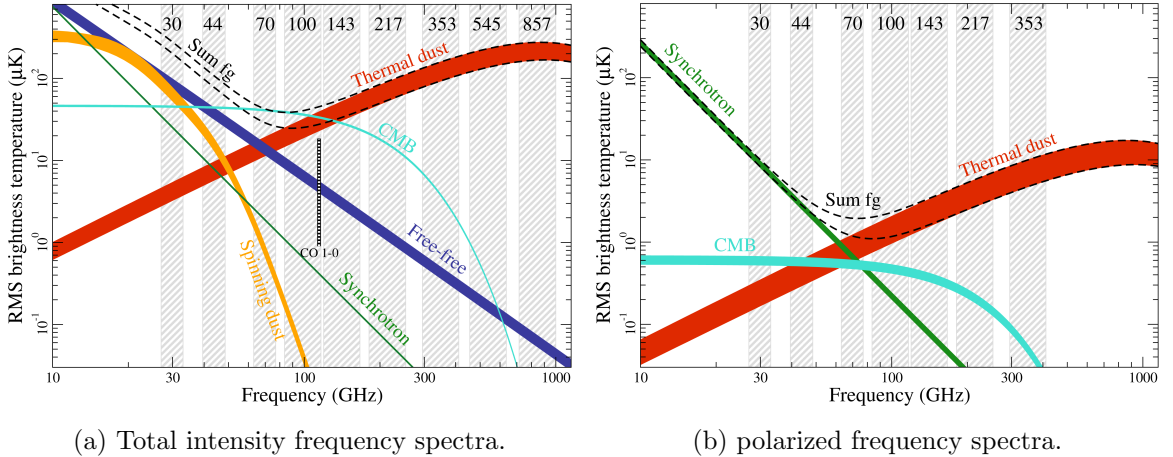 30 44 70 100 143 217 353 545 857
Sum fg
Thermal dust
CMB
CO 1-0
Free-free
Synchrotron
Spinning dust
RMS brightness temperature (μK)
10² 10¹ 10⁰ 10⁻¹
10 30 100 300 1000
Frequency (GHz)
(a) Total intensity frequency spectra.
30 44 70 100 143 217 353
Synchrotron
Thermal dust
Sum fg
CMB
RMS brightness temperature (μK)
10² 10¹ 10⁰ 10⁻¹
10 30 100 300 1000
Frequency (GHz)
(b) polarized frequency spectra.